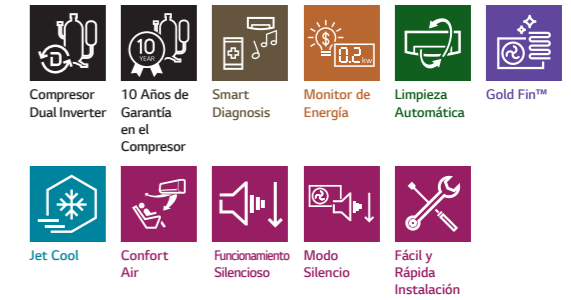 D
10
YEAR
0.2 kw
Compresor
Dual Inverter
10 Años de
Garantía
en el
Compresor
Smart
Diagnosis
Monitor de
Energía
Limpieza
Automática
Gold Fin™
Jet Cool
Confort
Air
Funcionamiento
Silencioso
Modo
Silencio
Fácil y
Rápida
Instalación